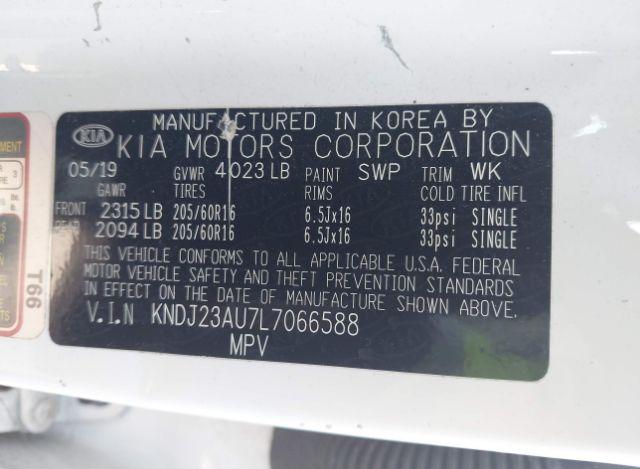 MANUFACTURED IN KOREA BY
KIA KIA MOTORS CORPORATION
05/19 GVWR 4023 LB PAINT SWP TRIM WK
GAWR TIRES RIMS COLD TIRE INFL
FRONT 2315 LB 205/60R16 6.5Jx16 33psi SINGLE
REAR 2094 LB 205/60R16 6.5Jx16 33psi SINGLE
THIS VEHICLE CONFORMS TO ALL APPLICABLE U.S.A. FEDERAL
MOTOR VEHICLE SAFETY AND THEFT PREVENTION STANDARDS
IN EFFECT ON THE DATE OF MANUFACTURE SHOWN ABOVE.
V.I.N KNDJ23AU7L7066588
MPV
T66